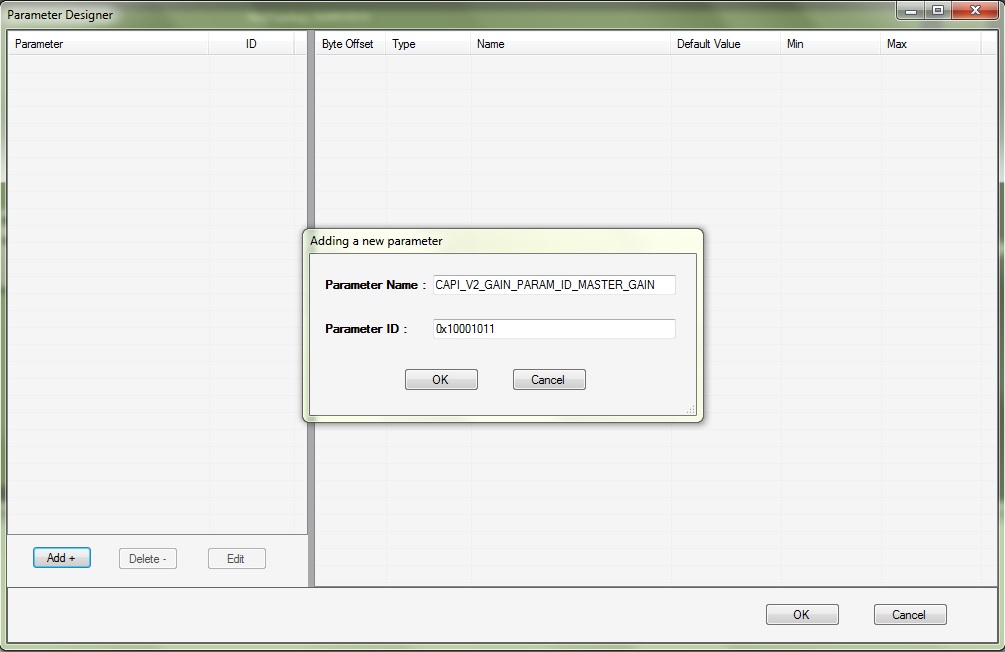 Parameter Designer
Parameter ID Byte Offset Type Name Default Value Min Max
Adding a new parameter
Parameter Name : CAPI_V2_GAIN_PARAM_ID_MASTER_GAIN
Parameter ID : 0x10001011
OK Cancel
Add + Delete - Edit
OK Cancel